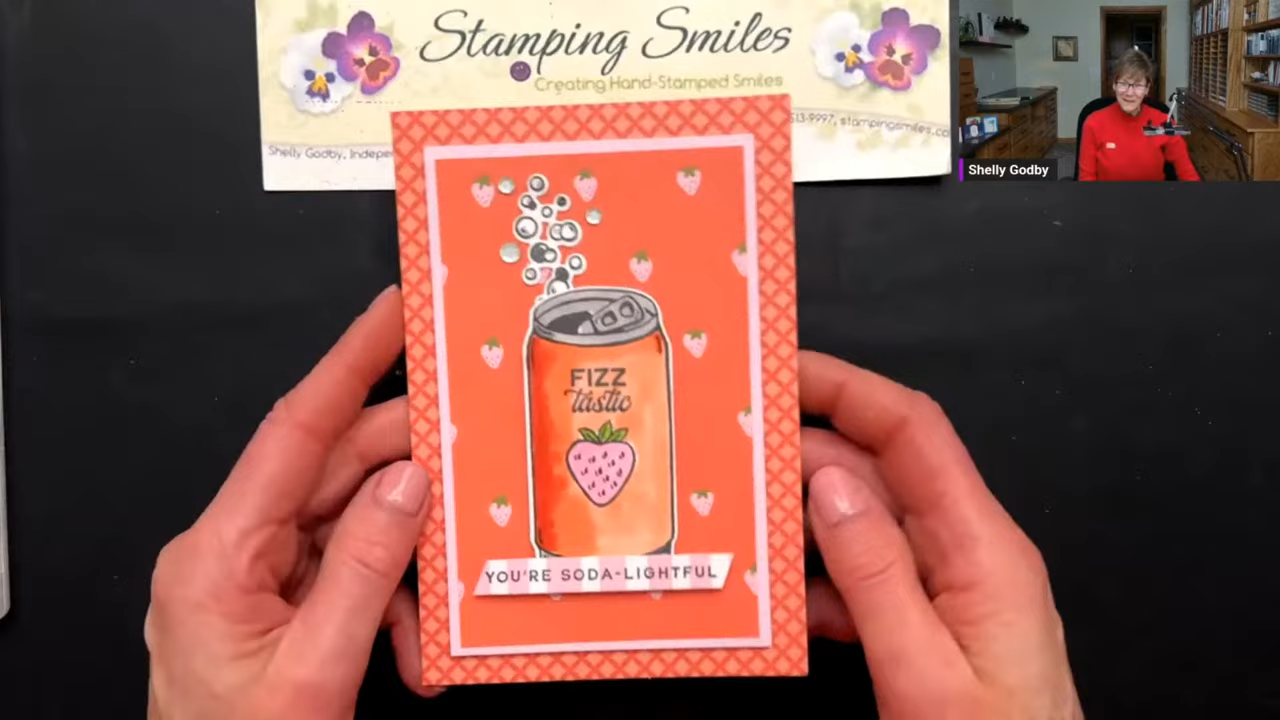 Stamping Smiles
Creating Hand-Stamped Smiles
513-9997, stampingsmiles.co
Shelly Godby, Indepen
Shelly Godby
FIZZ
tastic
YOU'RE SODA-LIGHTFUL